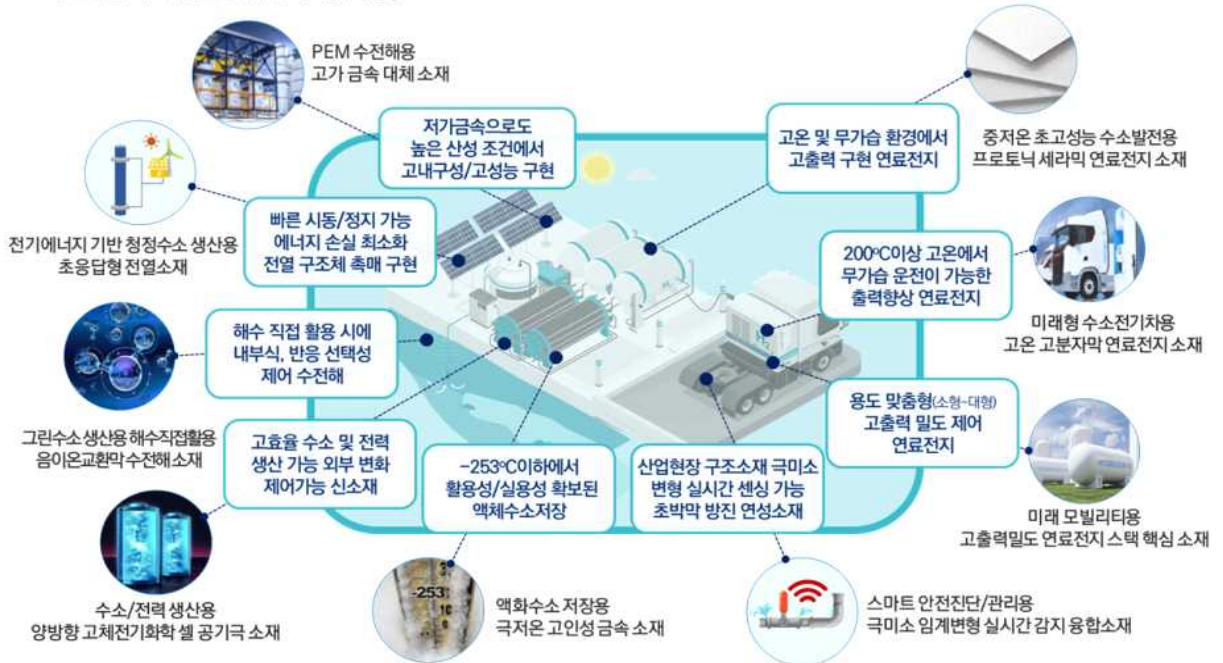 PEM 수전해용
고가 금속 대체 소재
저가금속으로도
높은 산성 조건에서
고내구성/고성능 구현
고온 및 무가습 환경에서
고출력 구현 연료전지
중저온 초고성능 수소발전용
프로토닉 세라믹 연료전지 소재
전기에너지 기반 청정수소 생산용
초응답형 전열소재
빠른 시동/정지 가능
에너지 손실 최소화
전열 구조체 촉매 구현
200℃이상 고온에서
무가습 운전이 가능한
출력향상 연료전지
미래형 수소전기차용
고온 고분자막 연료전지 소재
해수 직접 활용 시에
내부식, 반응 선택성
제어 수전해
그린수소 생산용 해수직접활용
음이온교환막 수전해 소재
용도 맞춤형(소형~대형)
고출력 밀도 제어
연료전지
미래 모빌리티용
고출력밀도 연료전지 스택 핵심 소재
고효율 수소 및 전력
생산 가능 외부 변화
제어가능 신소재
수소/전력 생산용
양방향 고체전기화학 셀 공기극 소재
-253℃이하에서
활용성/실용성 확보된
액체수소저장
-253
액화수소 저장용
극저온 고인성 금속 소재
산업현장 구조소재 극미소
변형 실시간 센싱 가능
초박막 방진 연성소재
스마트 안전진단/관리용
극미소 임계변형 실시간 감지 융합소재